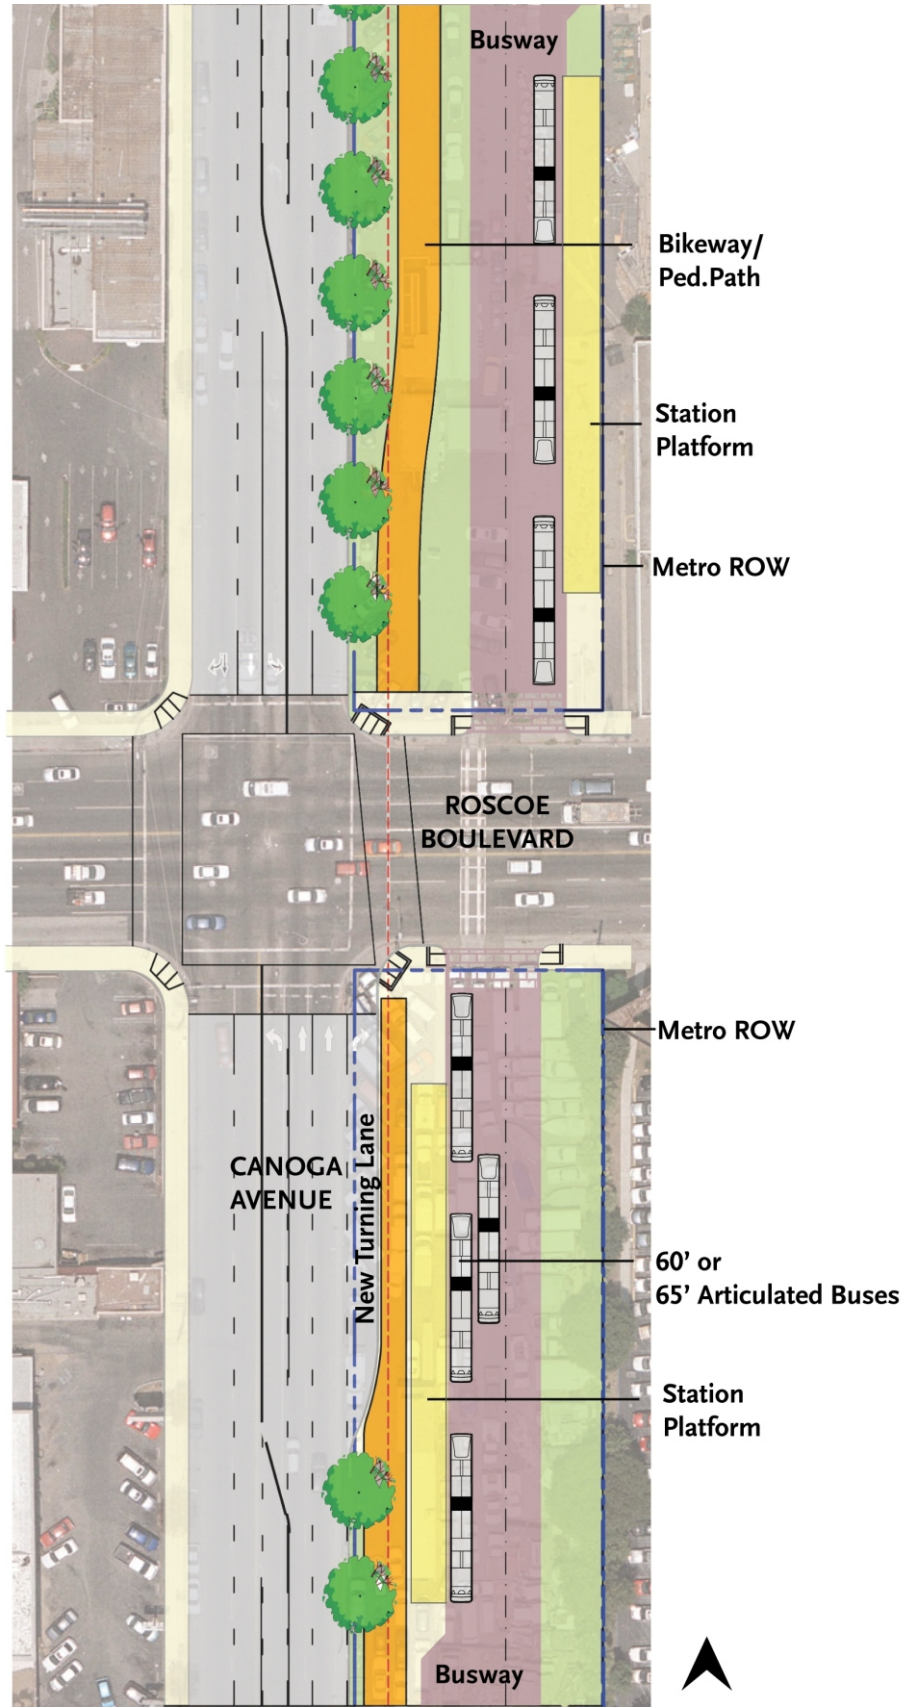 Busway
Bikeway/
Ped.Path
Station
Platform
Metro ROW
ROSCOE
BOULEVARD
Metro ROW
CANOGA
AVENUE
New Turning Lane
60’ or
65’ Articulated Buses
Station
Platform
Busway